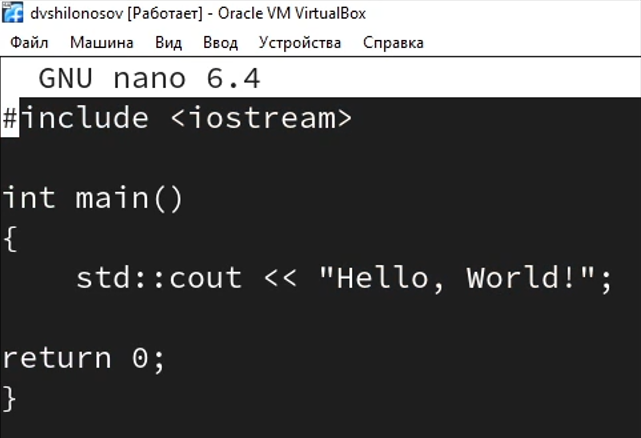 dvshilonosov [Работает] - Oracle VM VirtualBox
Файл Машина Вид Ввод Устройства Справка
GNU nano 6.4
#include <iostream>
int main()
{
    std::cout << "Hello, World!";
return 0;
}